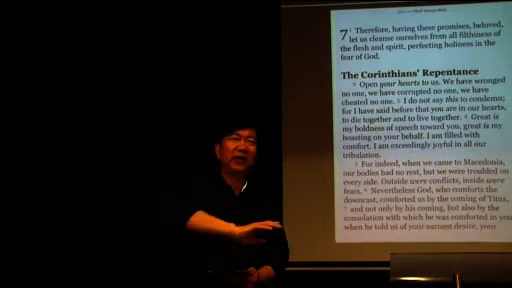 7 1 Therefore, having these promises, beloved,
let us cleanse ourselves from all filthiness of
the flesh and spirit, perfecting holiness in the
fear of God.
The Corinthians' Repentance
2 Open your hearts to us. We have wronged
no one, we have corrupted no one, we have
cheated no one. 3 I do not say this to condemn;
for I have said before that you are in our hearts,
to die together and to live together. 4 Great is
my boldness of speech toward you, great is my
boasting on your behalf. I am filled with
comfort. I am exceedingly joyful in all our
tribulation.
5 For indeed, when we came to Macedonia,
our bodies had no rest, but we were troubled on
every side. Outside were conflicts, inside were
fears. 6 Nevertheless God, who comforts the
downcast, comforted us by the coming of Titus,
7 and not only by his coming, but also by the
consolation with which he was comforted in you,
when he told us of your earnest desire, your